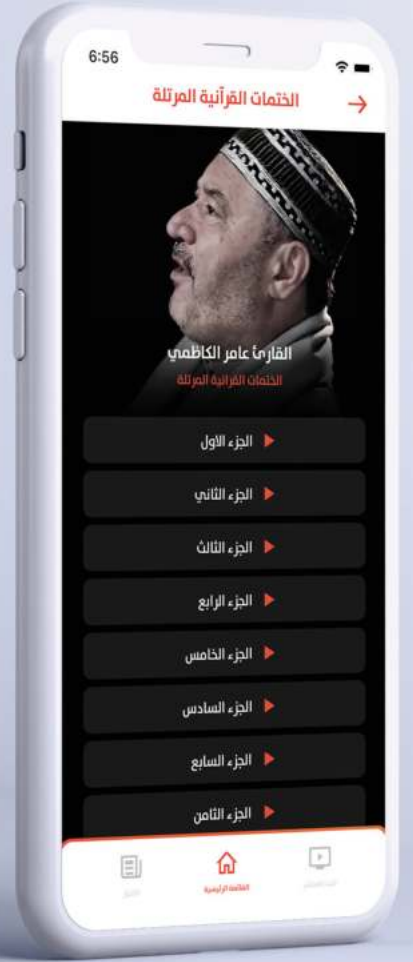 6:56
الختمات القرآنية المرتلة
القارئ عامر الكاظمي
الختمات القرانية المرتلة
الجزء الاول
الجزء الثاني
الجزء الثالث
الجزء الرابع
الجزء الخامس
الجزء السادس
الجزء السابع
الجزء الثامن
القائمة الرئيسية